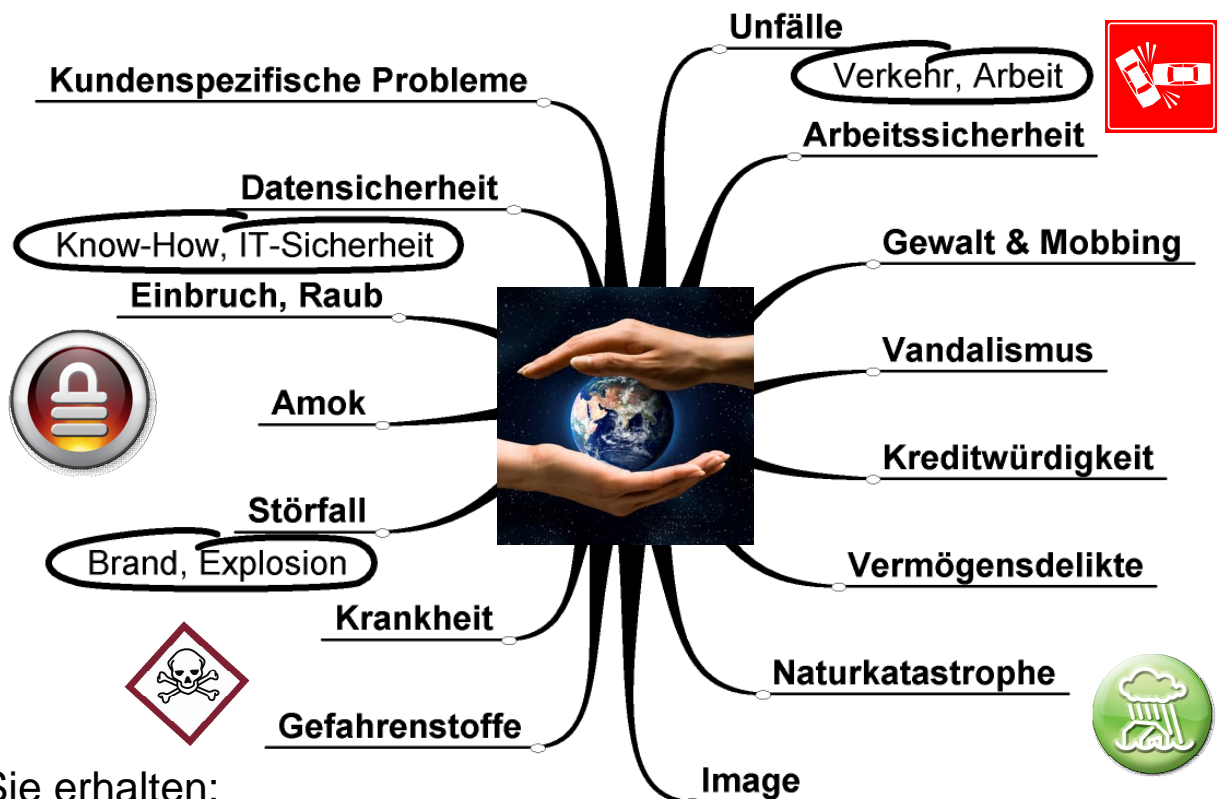 Unfälle
Verkehr, Arbeit
Arbeitssicherheit
Gewalt & Mobbing
Vandalismus
Kreditwürdigkeit
Vermögensdelikte
Naturkatastrophe
Image
Kundenspezifische Probleme
Datensicherheit
Know-How, IT-Sicherheit
Einbruch, Raub
Amok
Störfall
Brand, Explosion
Krankheit
Gefahrenstoffe
Sie erhalten: